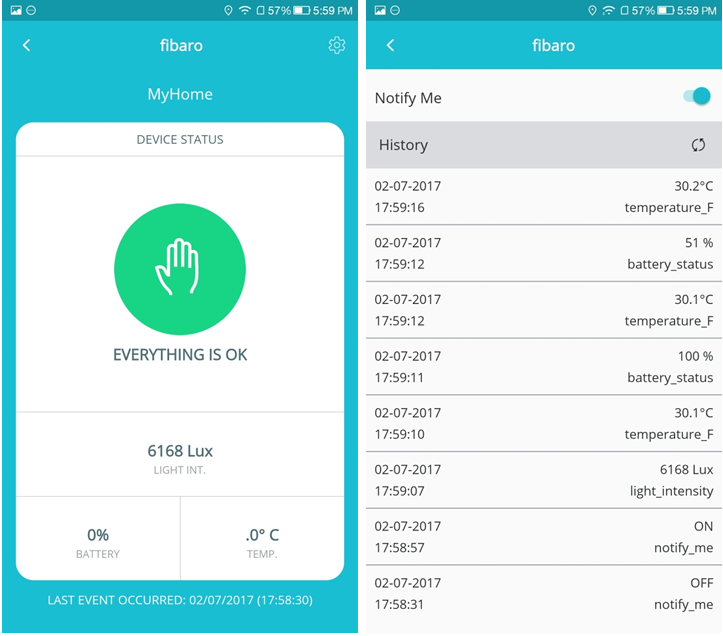 57% 5:59 PM
fibaro
MyHome
DEVICE STATUS
EVERYTHING IS OK
6168 Lux
LIGHT INT.
0% .0° C
BATTERY TEMP.
LAST EVENT OCCURRED: 02/07/2017 (17:58:30)
57% 5:59 PM
fibaro
Notify Me
History
02-07-2017 30.2°C
17:59:16 temperature_F
02-07-2017 51 %
17:59:12 battery_status
02-07-2017 30.1°C
17:59:12 temperature_F
02-07-2017 100 %
17:59:11 battery_status
02-07-2017 30.1°C
17:59:10 temperature_F
02-07-2017 6168 Lux
17:59:07 light_intensity
02-07-2017 ON
17:58:57 notify_me
02-07-2017 OFF
17:58:31 notify_me